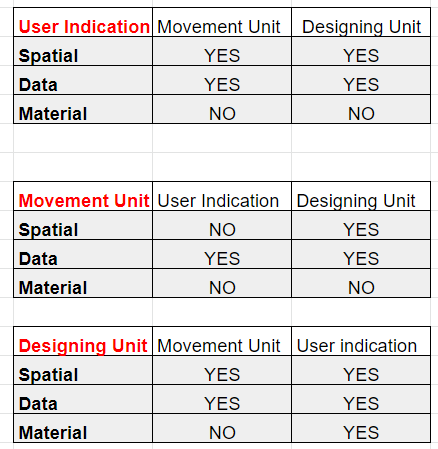 User Indication Movement Unit Designing Unit
Spatial YES YES
Data YES YES
Material NO NO
Movement Unit User Indication Designing Unit
Spatial NO YES
Data YES YES
Material NO NO
Designing Unit Movement Unit User indication
Spatial YES YES
Data YES YES
Material NO YES